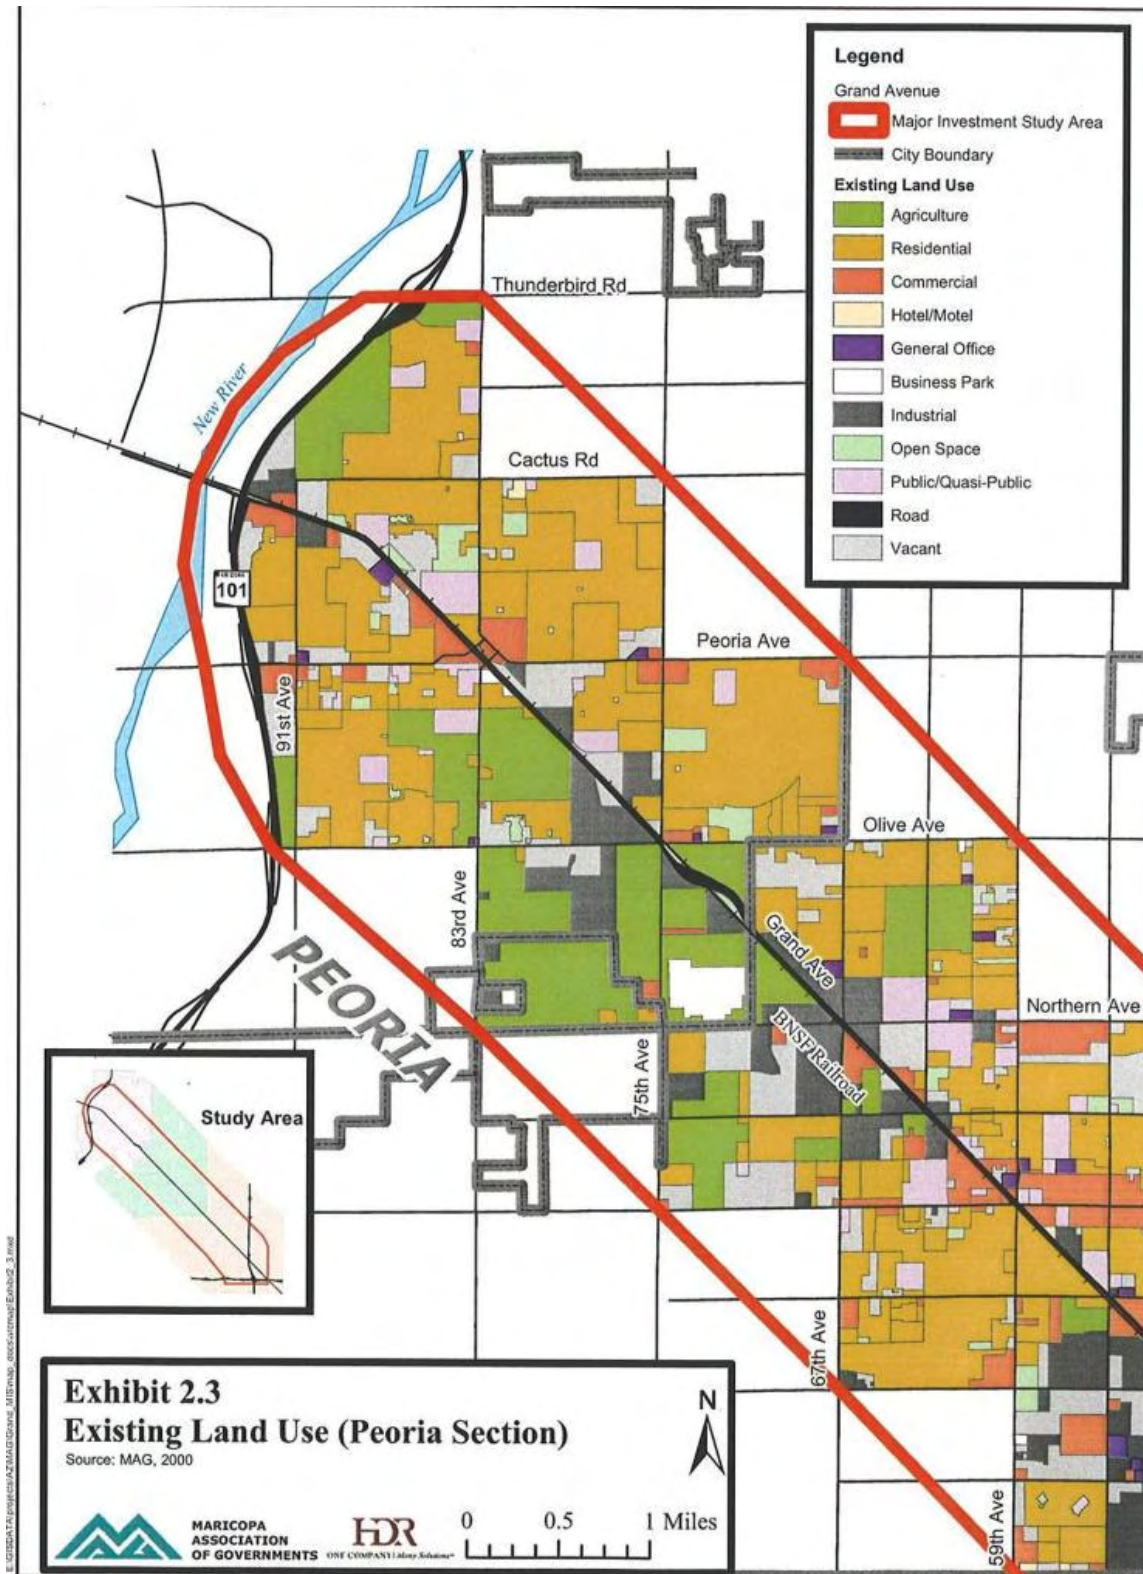 Legend
Grand Avenue
Major Investment Study Area
City Boundary
Existing Land Use
Agriculture
Residential
Commercial
Hotel/Motel
General Office
Business Park
Industrial
Open Space
Public/Quasi-Public
Road
Vacant
Thunderbird Rd
New River
Cactus Rd
101
Peoria Ave
91st Ave
Olive Ave
83rd Ave
Grand Ave
PEORIA
Northern Ave
BNSF Railroad
75th Ave
Study Area
67th Ave
59th Ave
Exhibit 2.3
Existing Land Use (Peoria Section)
Source: MAG, 2000
N
MARICOPA
ASSOCIATION
OF GOVERNMENTS
HDR
ONE COMPANY | Many Solutions
0 0.5 1 Miles